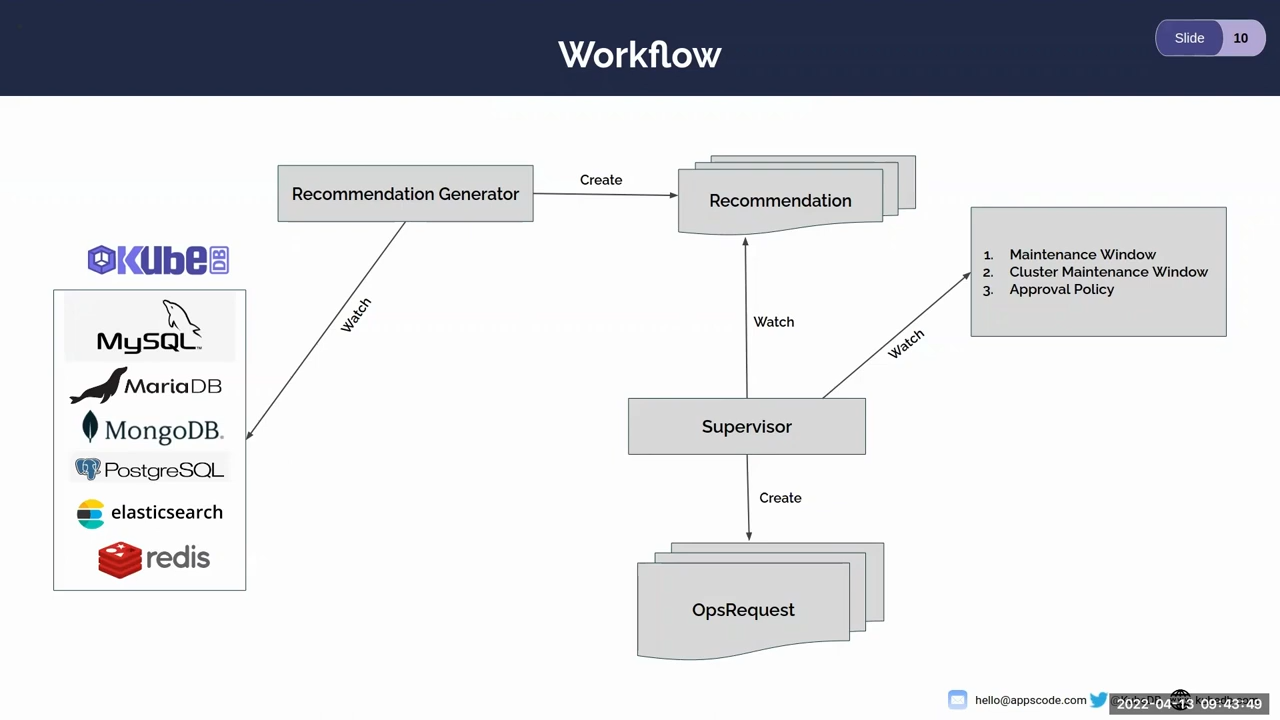 Workflow
Slide 10
Recommendation Generator
Create
Recommendation
KubeDB
Watch
1. Maintenance Window
2. Cluster Maintenance Window
3. Approval Policy
MySQL™
MariaDB
MongoDB®
PostgreSQL
elasticsearch
redis
Watch
Watch
Supervisor
Create
OpsRequest
hello@appscode.com
2022-04-13 09:43:49